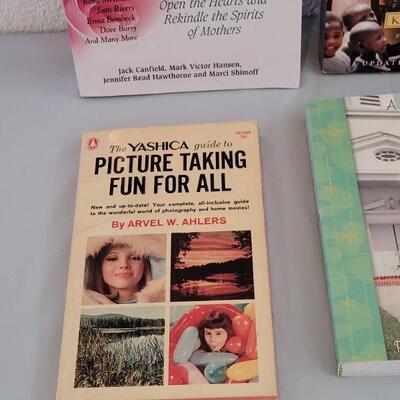 Joan Rivers
Erma Bombeck
Dave Barry
And Many More
Open the Hearts and
Rekindle the Spirits
of Mothers
Jack Canfield, Mark Victor Hansen,
Jennifer Read Hawthorne and Marci Shimoff
K
UPDATE
The YASHICA guide to
PICTURE TAKING
FUN FOR ALL
New and up-to-date! Your complete, all-inclusive guide
to the wonderful world of photography and home movies!
By ARVEL W. AHLERS
A